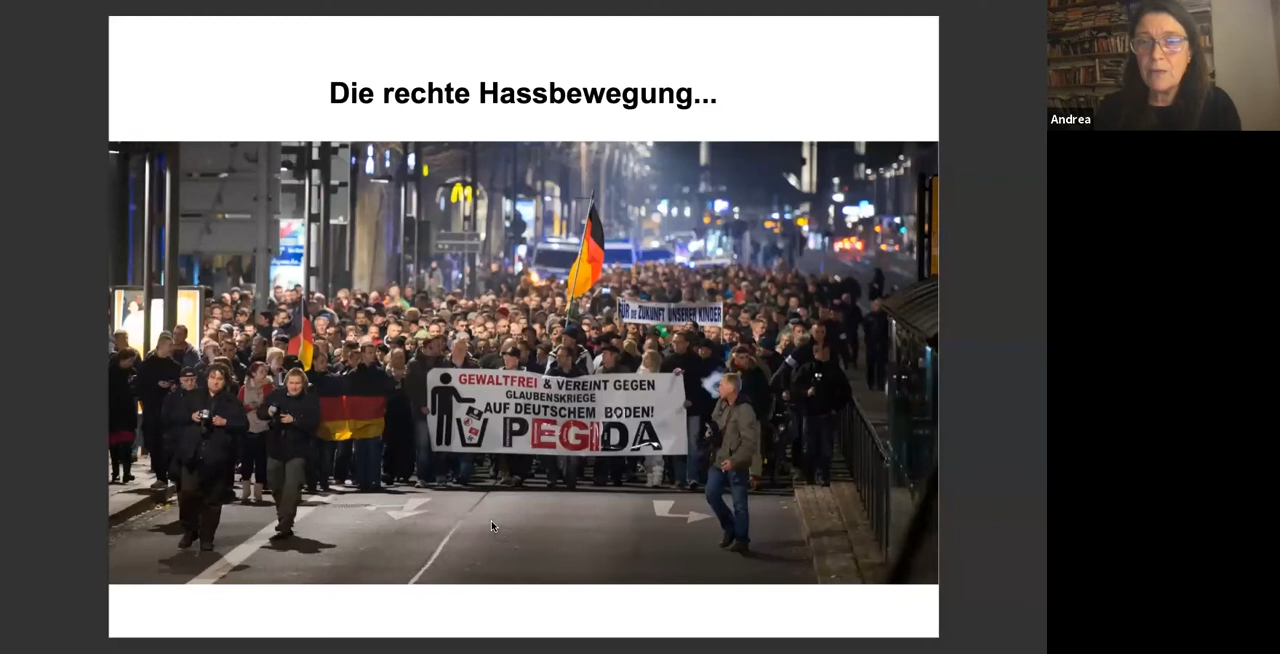 Die rechte Hassbewegung...
Andrea
FÜR die ZUKUNFT UNSERER KINDER
GEWALTFREI & VEREINT GEGEN
GLAUBENSKRIEGE
AUF DEUTSCHEM BODEN!
PEGIDA